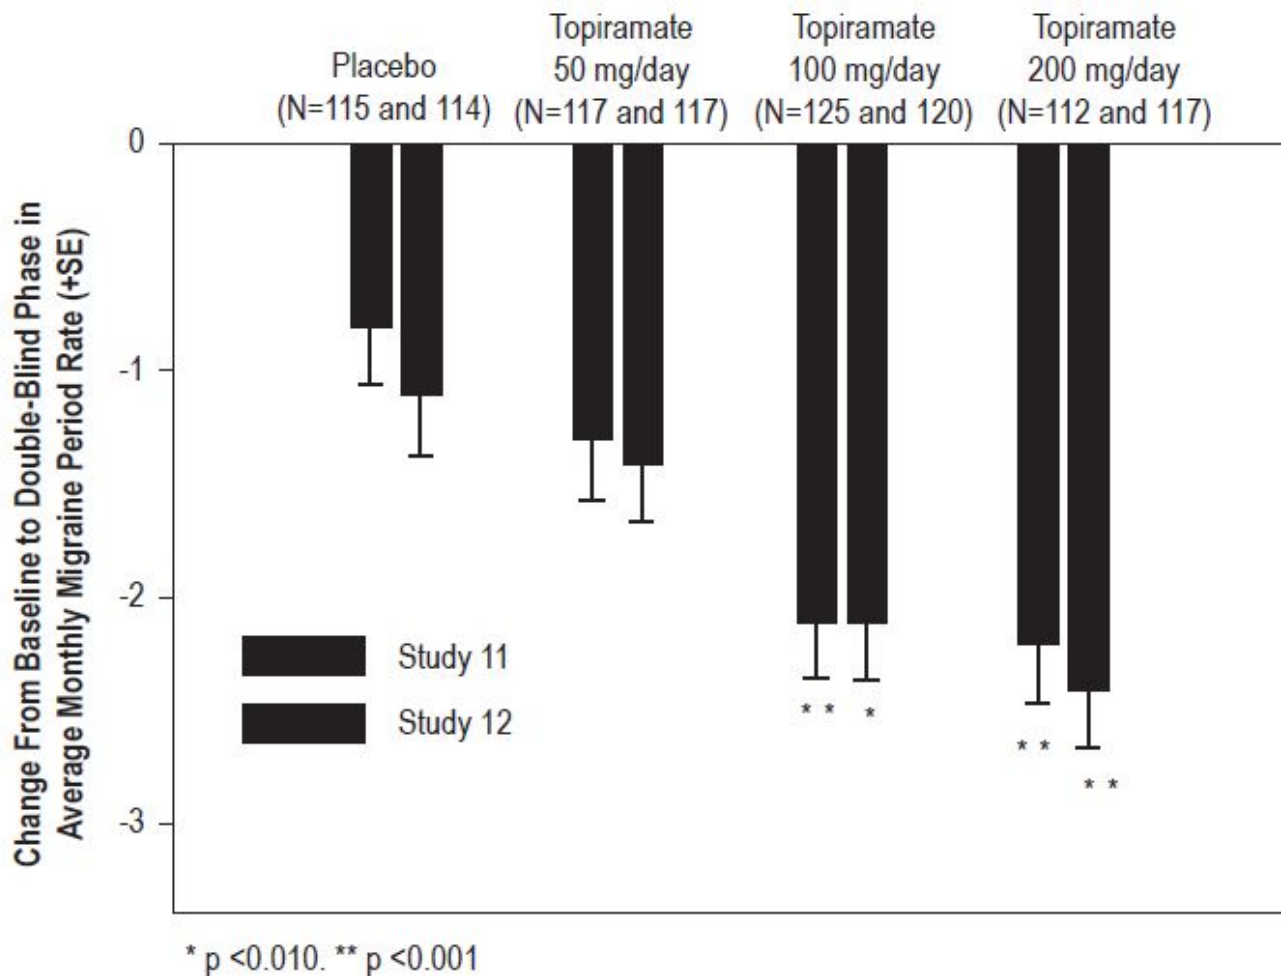 Placebo
(N=115 and 114)
Topiramate
50 mg/day
(N=117 and 117)
Topiramate
100 mg/day
(N=125 and 120)
Topiramate
200 mg/day
(N=112 and 117)
Change From Baseline to Double-Blind Phase in
Average Monthly Migraine Period Rate (+SE)
0
-1
-2
-3
Study 11
Study 12
* *
*
* *
* *
* p <0.010. ** p <0.001